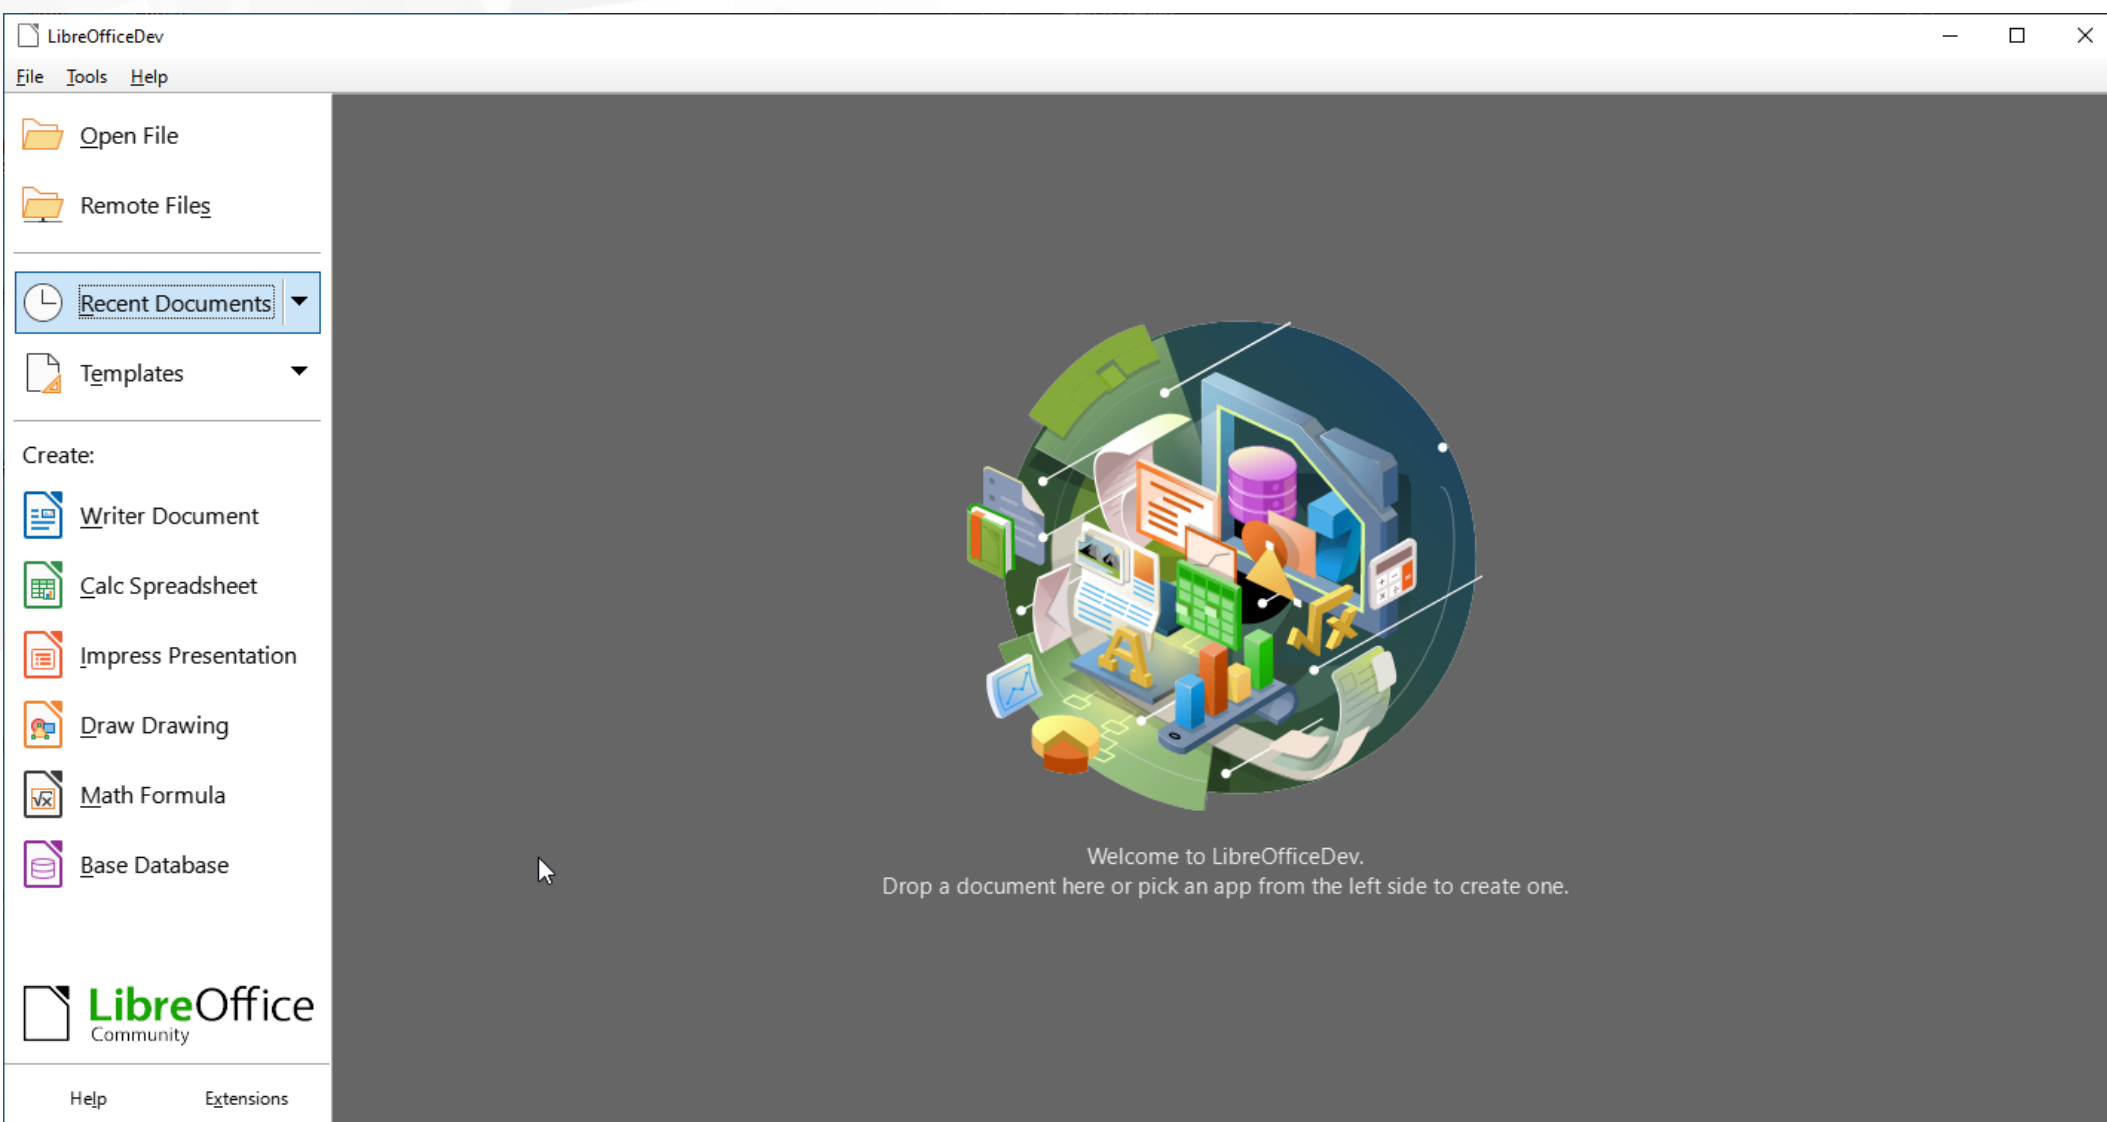 LibreOfficeDev
File Tools Help
Open File
Remote Files
Recent Documents
Templates
Create:
Writer Document
Calc Spreadsheet
Impress Presentation
Draw Drawing
Math Formula
Base Database
LibreOffice
Community
Help Extensions
Welcome to LibreOfficeDev.
Drop a document here or pick an app from the left side to create one.